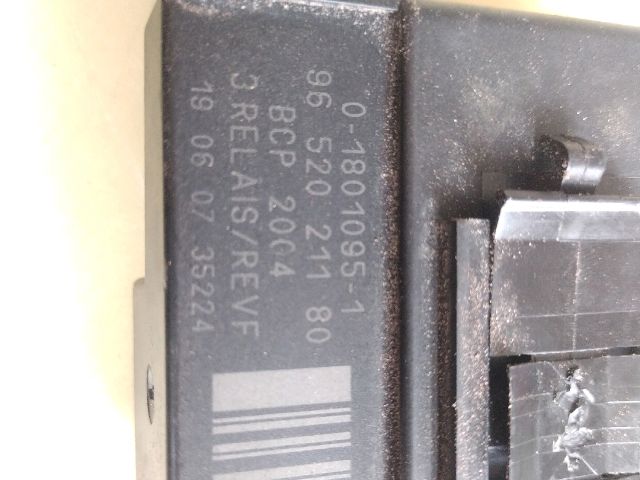 0-1801095-1
96 520 211 80
BCP 2004
3 RELAIS/REVF
19 06 07 35224